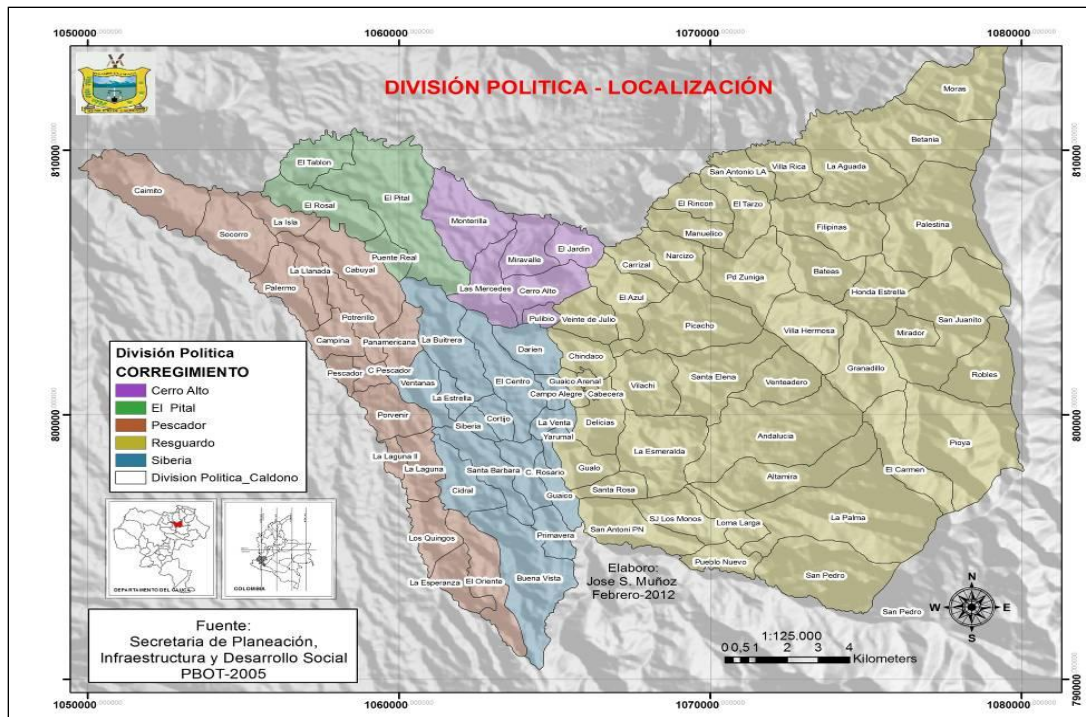 1050000
1060000
1070000
1080000
DIVISIÓN POLITICA - LOCALIZACIÓN
810000
810000
800000
800000
790000
Moras
Betania
El Tablon
Villa Rica
La Aguada
San Antonio LA
Caimito
El Rosal
El Pital
El Rincon
El Tarzo
La Isla
Monterilla
Filipinas
Palestina
Socorro
Manuelico
El Jardin
Puente Real
Miravalle
Narcizo
La Llanada
Cabuyal
Carrizal
Bateas
Palermo
Las Mercedes
Cerro Alto
El Azul
Pd Zuniga
Honda Estrella
Potrerillo
Pulibio
Veinte de Julio
Picacho
Villa Hermosa
San Juanito
Mirador
Campina
Panamericana
La Buitrera
Darien
Chindaco
Granadillo
Robles
Pescador
C Pescador
Ventanas
El Centro
Guaico Arenal
Vilachi
Santa Elena
Venteadero
La Estrella
Campo Alegre
Cabecera
Porvenir
Siberia
Cortijo
La Venta
Delicias
Yarumal
Andalucia
Pioya
La Esmeralda
La Laguna II
La Laguna
Santa Barbara
C. Rosario
Gualo
El Carmen
Altamira
Cidral
Guaico
Santa Rosa
SJ Los Monos
Loma Larga
La Palma
San Antoni PN
Los Quingos
Primavera
Pueblo Nuevo
La Esperanza
El Oriente
Buena Vista
San Pedro
San Pedro
División Politica
CORREGIMIENTO
Cerro Alto
El Pital
Pescador
Resguardo
Siberia
Division Politica_Caldono
DEPARTAMENTO DEL CAUCA
COLOMBIA
Elaboro:
Jose S. Muñoz
Febrero-2012
Fuente:
Secretaria de Planeación,
Infraestructura y Desarrollo Social
PBOT-2005
N
W
E
S
1:125.000
0 0,5 1 2 3 4
Kilometers
1050000
1060000
1070000
1080000